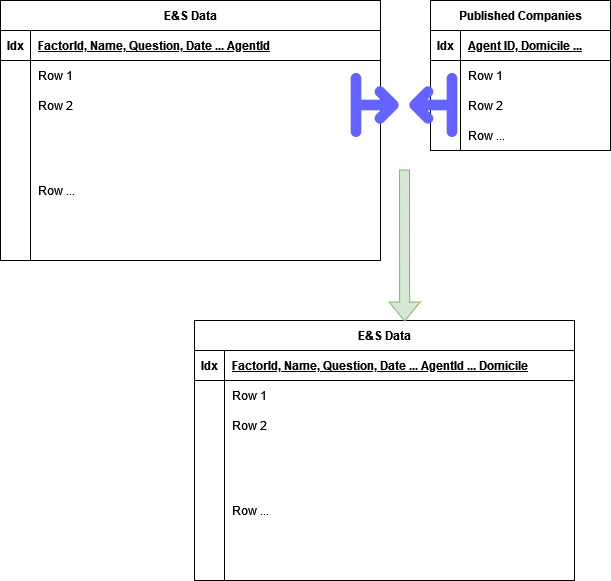 E&S Data
Idx FactorId, Name, Question, Date ... AgentId
Row 1
Row 2
Row ...
Published Companies
Idx Agent ID, Domicile ...
Row 1
Row 2
Row ...
E&S Data
Idx FactorId, Name, Question, Date ... AgentId ... Domicile
Row 1
Row 2
Row ...